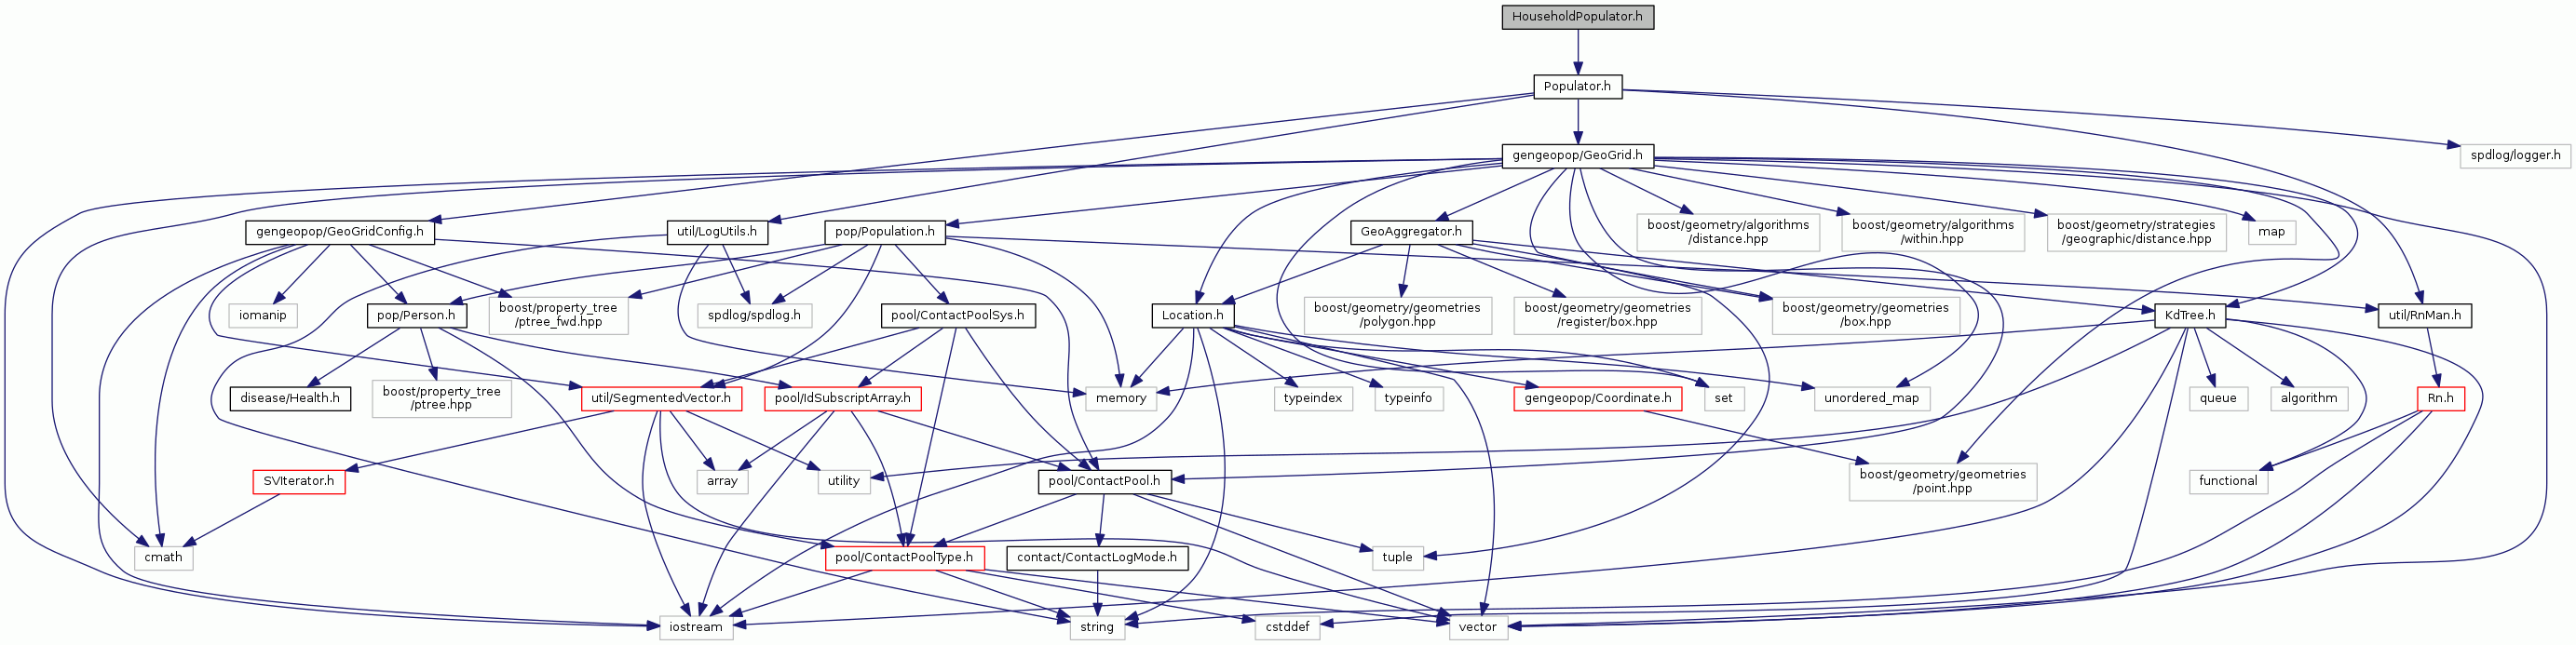 HouseholdPopulator.h
Populator.h
gengeopop/GeoGrid.h
spdlog/logger.h
gengeopop/GeoGridConfig.h
util/LogUtils.h
pop/Population.h
GeoAggregator.h
boost/geometry/algorithms
/distance.hpp
boost/geometry/algorithms
/within.hpp
boost/geometry/strategies
/geographic/distance.hpp
map
iomanip
pop/Person.h
boost/property_tree
/ptree_fwd.hpp
spdlog/spdlog.h
pool/ContactPoolSys.h
Location.h
boost/geometry/geometries
/polygon.hpp
boost/geometry/geometries
/register/box.hpp
boost/geometry/geometries
/box.hpp
KdTree.h
util/RnMan.h
disease/Health.h
boost/property_tree
/ptree.hpp
util/SegmentedVector.h
pool/IdSubscriptArray.h
memory
typeindex
typeinfo
gengeopop/Coordinate.h
set
unordered_map
queue
algorithm
Rn.h
SVIterator.h
array
utility
pool/ContactPool.h
boost/geometry/geometries
/point.hpp
functional
cmath
pool/ContactPoolType.h
contact/ContactLogMode.h
tuple
iostream
string
cstddef
vector